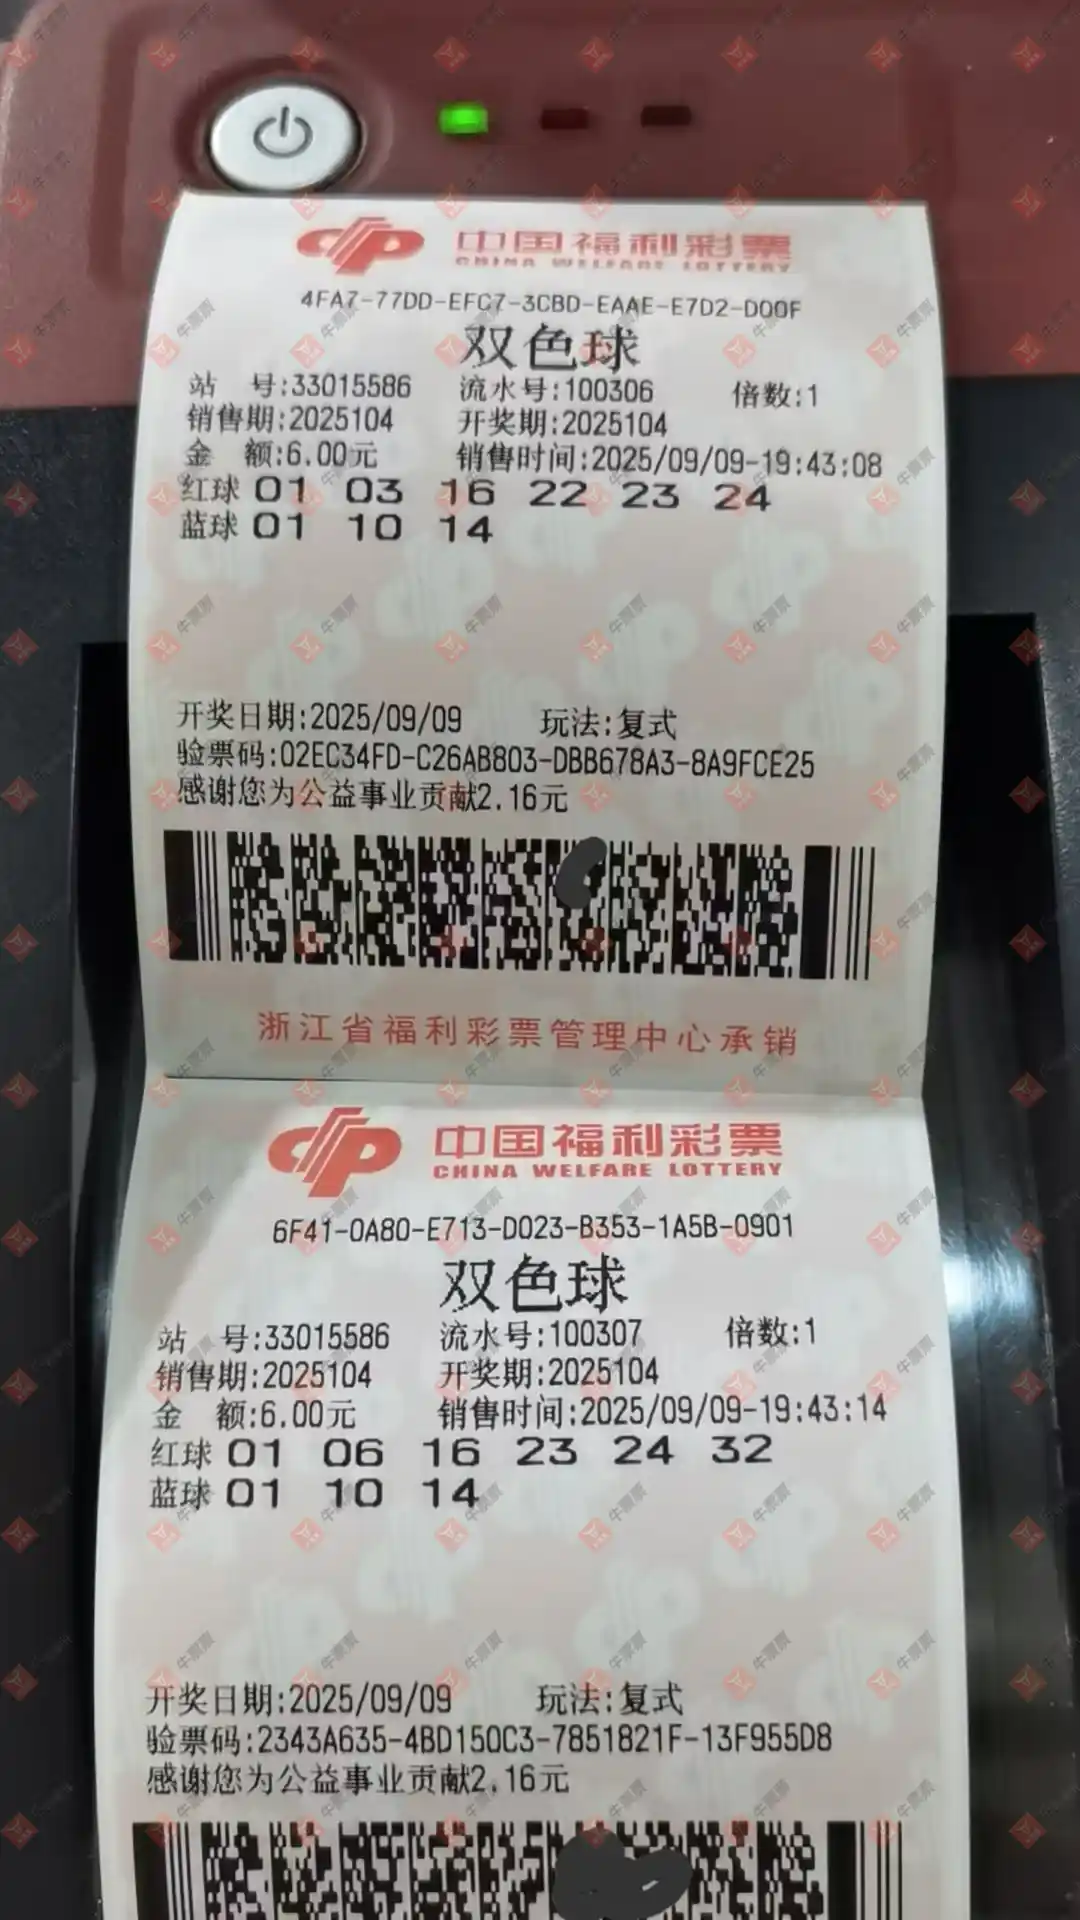 中国福利彩票
CHINA WELFARE LOTTERY
4FA7-77DD-EFC7-3CBD-EAAE-E7D2-D00F
双色球
站 号:33015586 流水号:100306 倍数:1
销售期:2025104 开奖期:2025104
金 额:6.00元 销售时间:2025/09/09-19:43:08
红球 01 03 16 22 23 24
蓝球 01 10 14
开奖日期:2025/09/09 玩法:复式
验票码:02EC34FD-C26AB803-DBB678A3-8A9FCE25
感谢您为公益事业贡献2.16元
浙江省福利彩票管理中心承销
中国福利彩票
CHINA WELFARE LOTTERY
6F41-0A80-E713-D023-B353-1A5B-0901
双色球
站 号:33015586 流水号:100307 倍数:1
销售期:2025104 开奖期:2025104
金 额:6.00元 销售时间:2025/09/09-19:43:14
红球 01 06 16 23 24 32
蓝球 01 10 14
开奖日期:2025/09/09 玩法:复式
验票码:2343A635-4BD150C3-7851821F-13F955D8
感谢您为公益事业贡献2.16元
牛票票